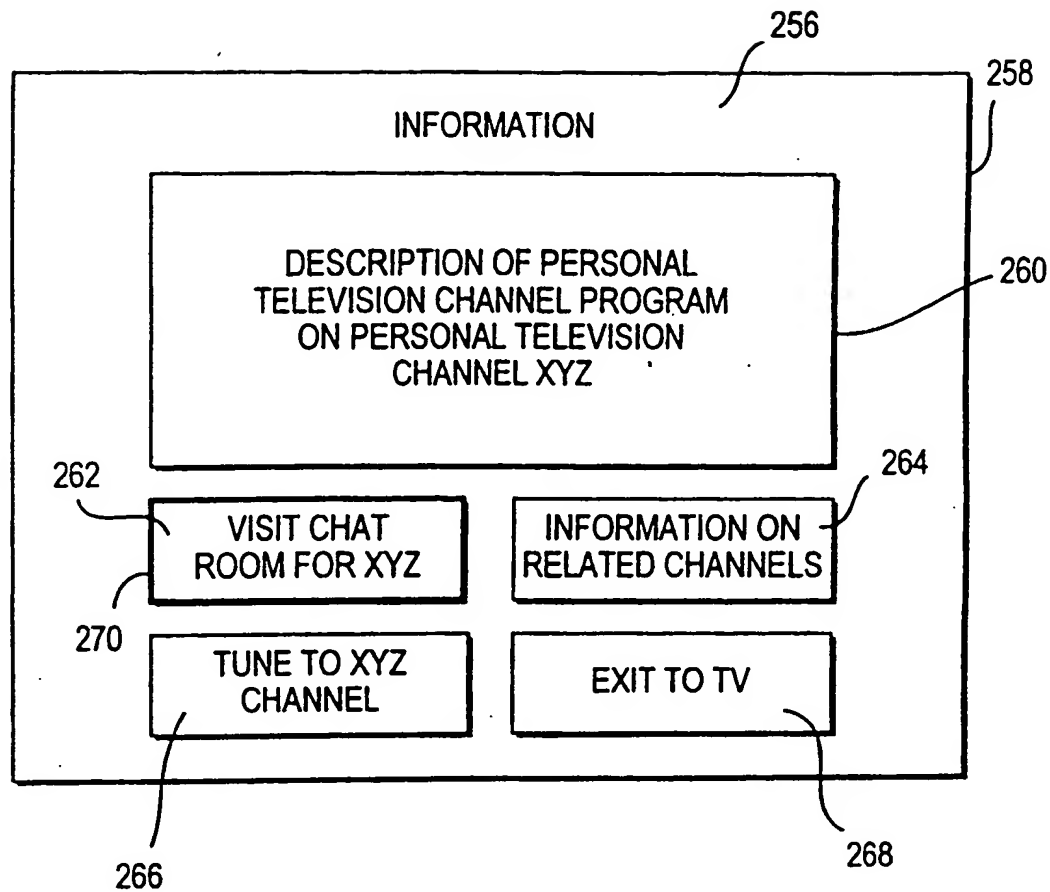 256
258
INFORMATION
DESCRIPTION OF PERSONAL
TELEVISION CHANNEL PROGRAM
ON PERSONAL TELEVISION
CHANNEL XYZ
260
262
264
VISIT CHAT
ROOM FOR XYZ
INFORMATION ON
RELATED CHANNELS
270
TUNE TO XYZ
CHANNEL
EXIT TO TV
266
268